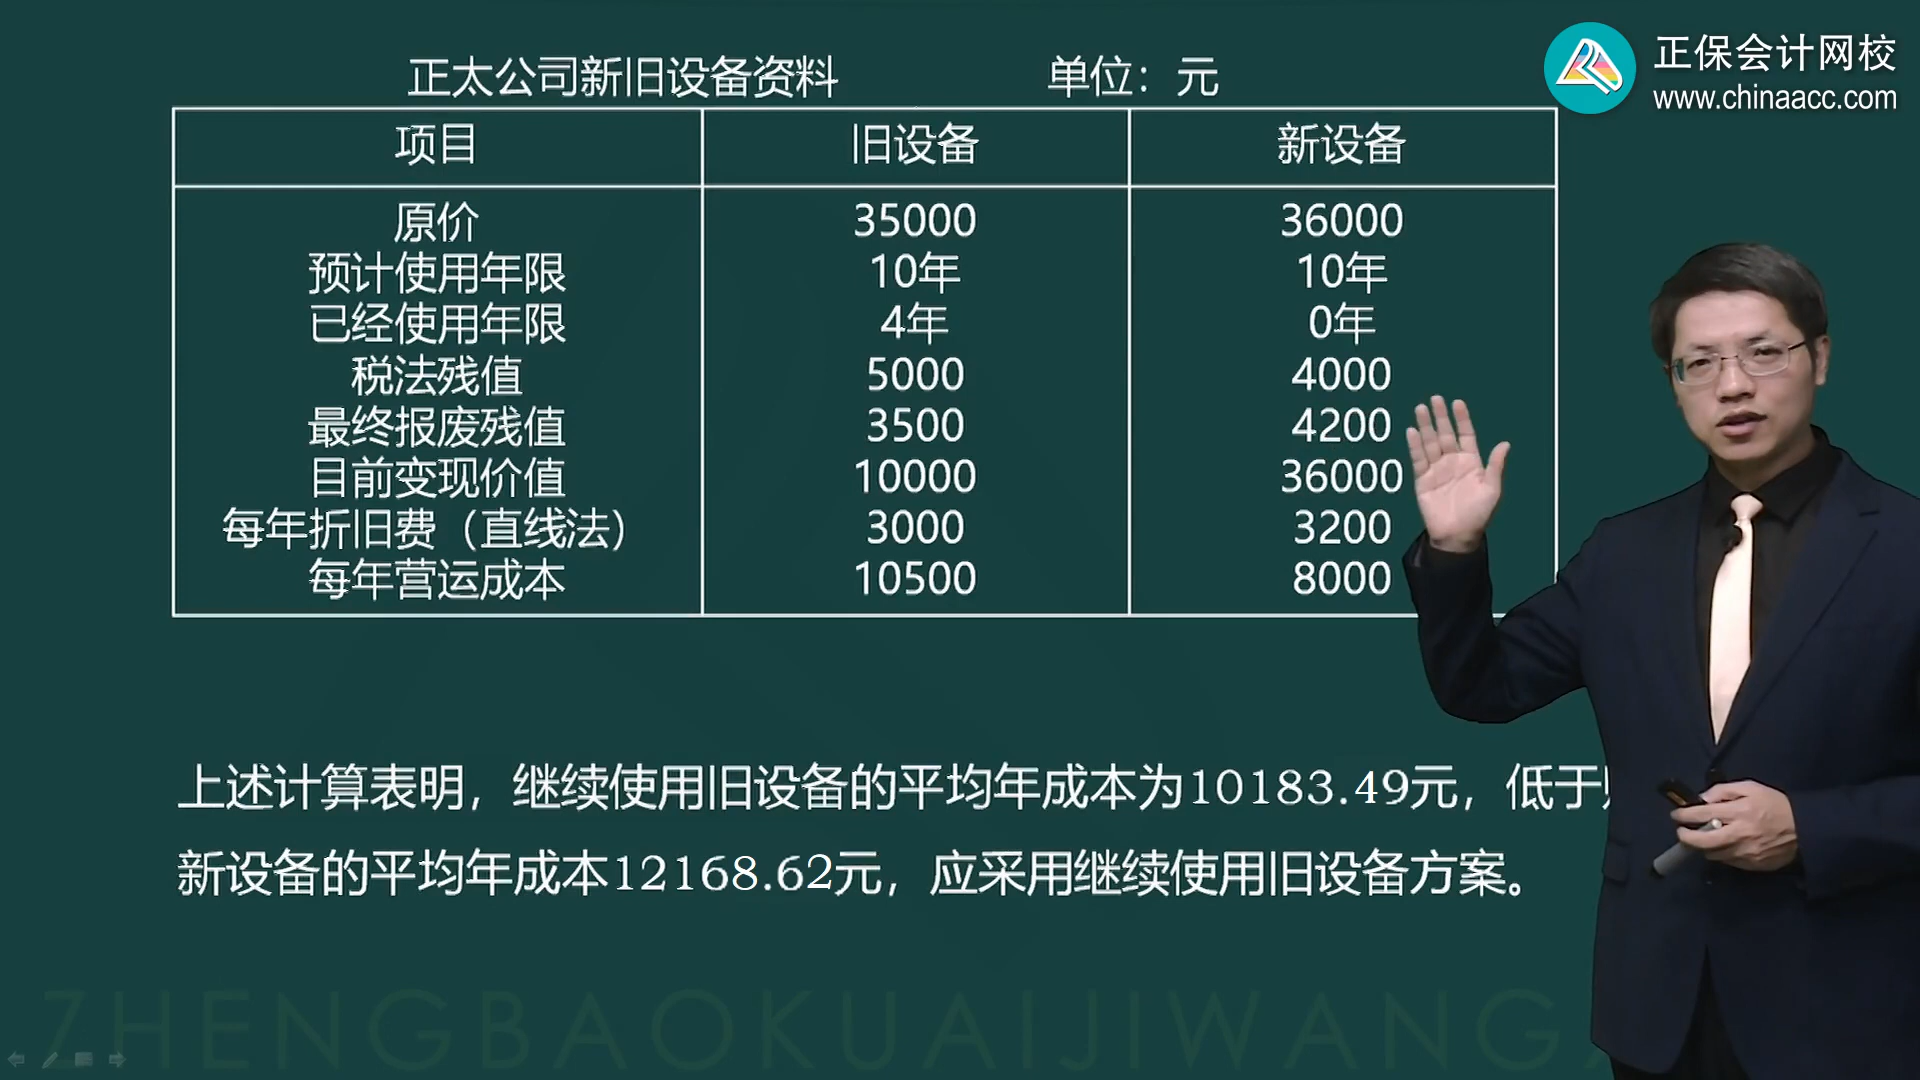 正保会计网校
www.chinaacc.com
正太公司新旧设备资料 单位：元
项目 旧设备 新设备
原价 35000 36000
预计使用年限 10年 10年
已经使用年限 4年 0年
税法残值 5000 4000
最终报废残值 3500 4200
目前变现价值 10000 36000
每年折旧费（直线法） 3000 3200
每年营运成本 10500 8000
上述计算表明，继续使用旧设备的平均年成本为10183.49元，低于
新设备的平均年成本12168.62元，应采用继续使用旧设备方案。
ZHENGBAOKUAIJIWANG